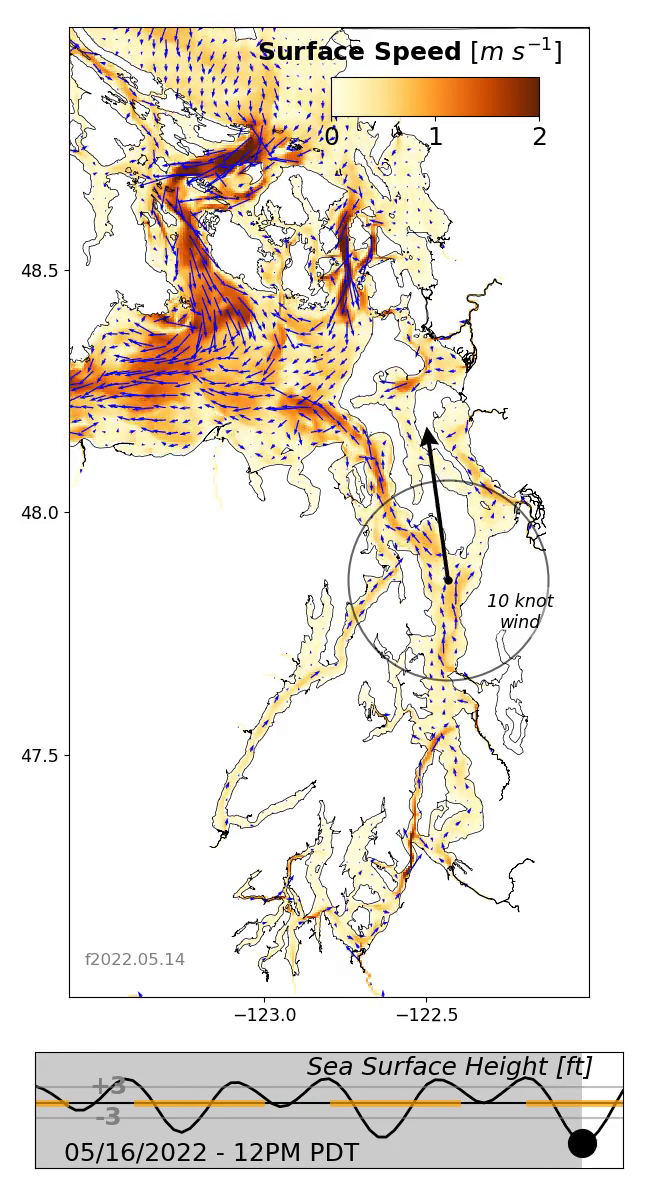 Surface Speed [m s⁻¹]
0 1 2
48.5
48.0
10 knot
wind
47.5
f2022.05.14
−123.0 −122.5
Sea Surface Height [ft]
+3
-3
05/16/2022 - 12PM PDT